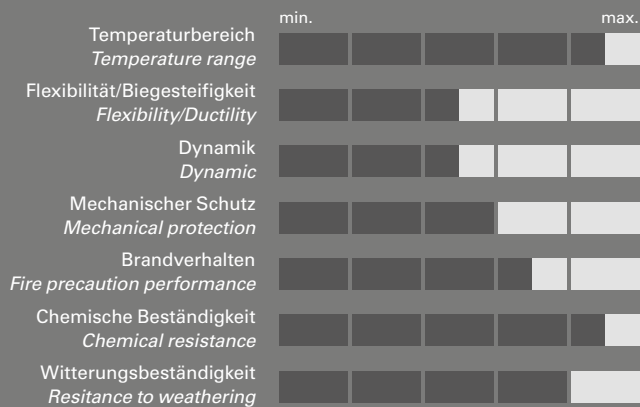 min. max.
Temperaturbereich
Temperature range
Flexibilität/Biegesteifigkeit
Flexibility/Ductility
Dynamik
Dynamic
Mechanischer Schutz
Mechanical protection
Brandverhalten
Fire precaution performance
Chemische Beständigkeit
Chemical resistance
Witterungsbeständigkeit
Resitance to weathering